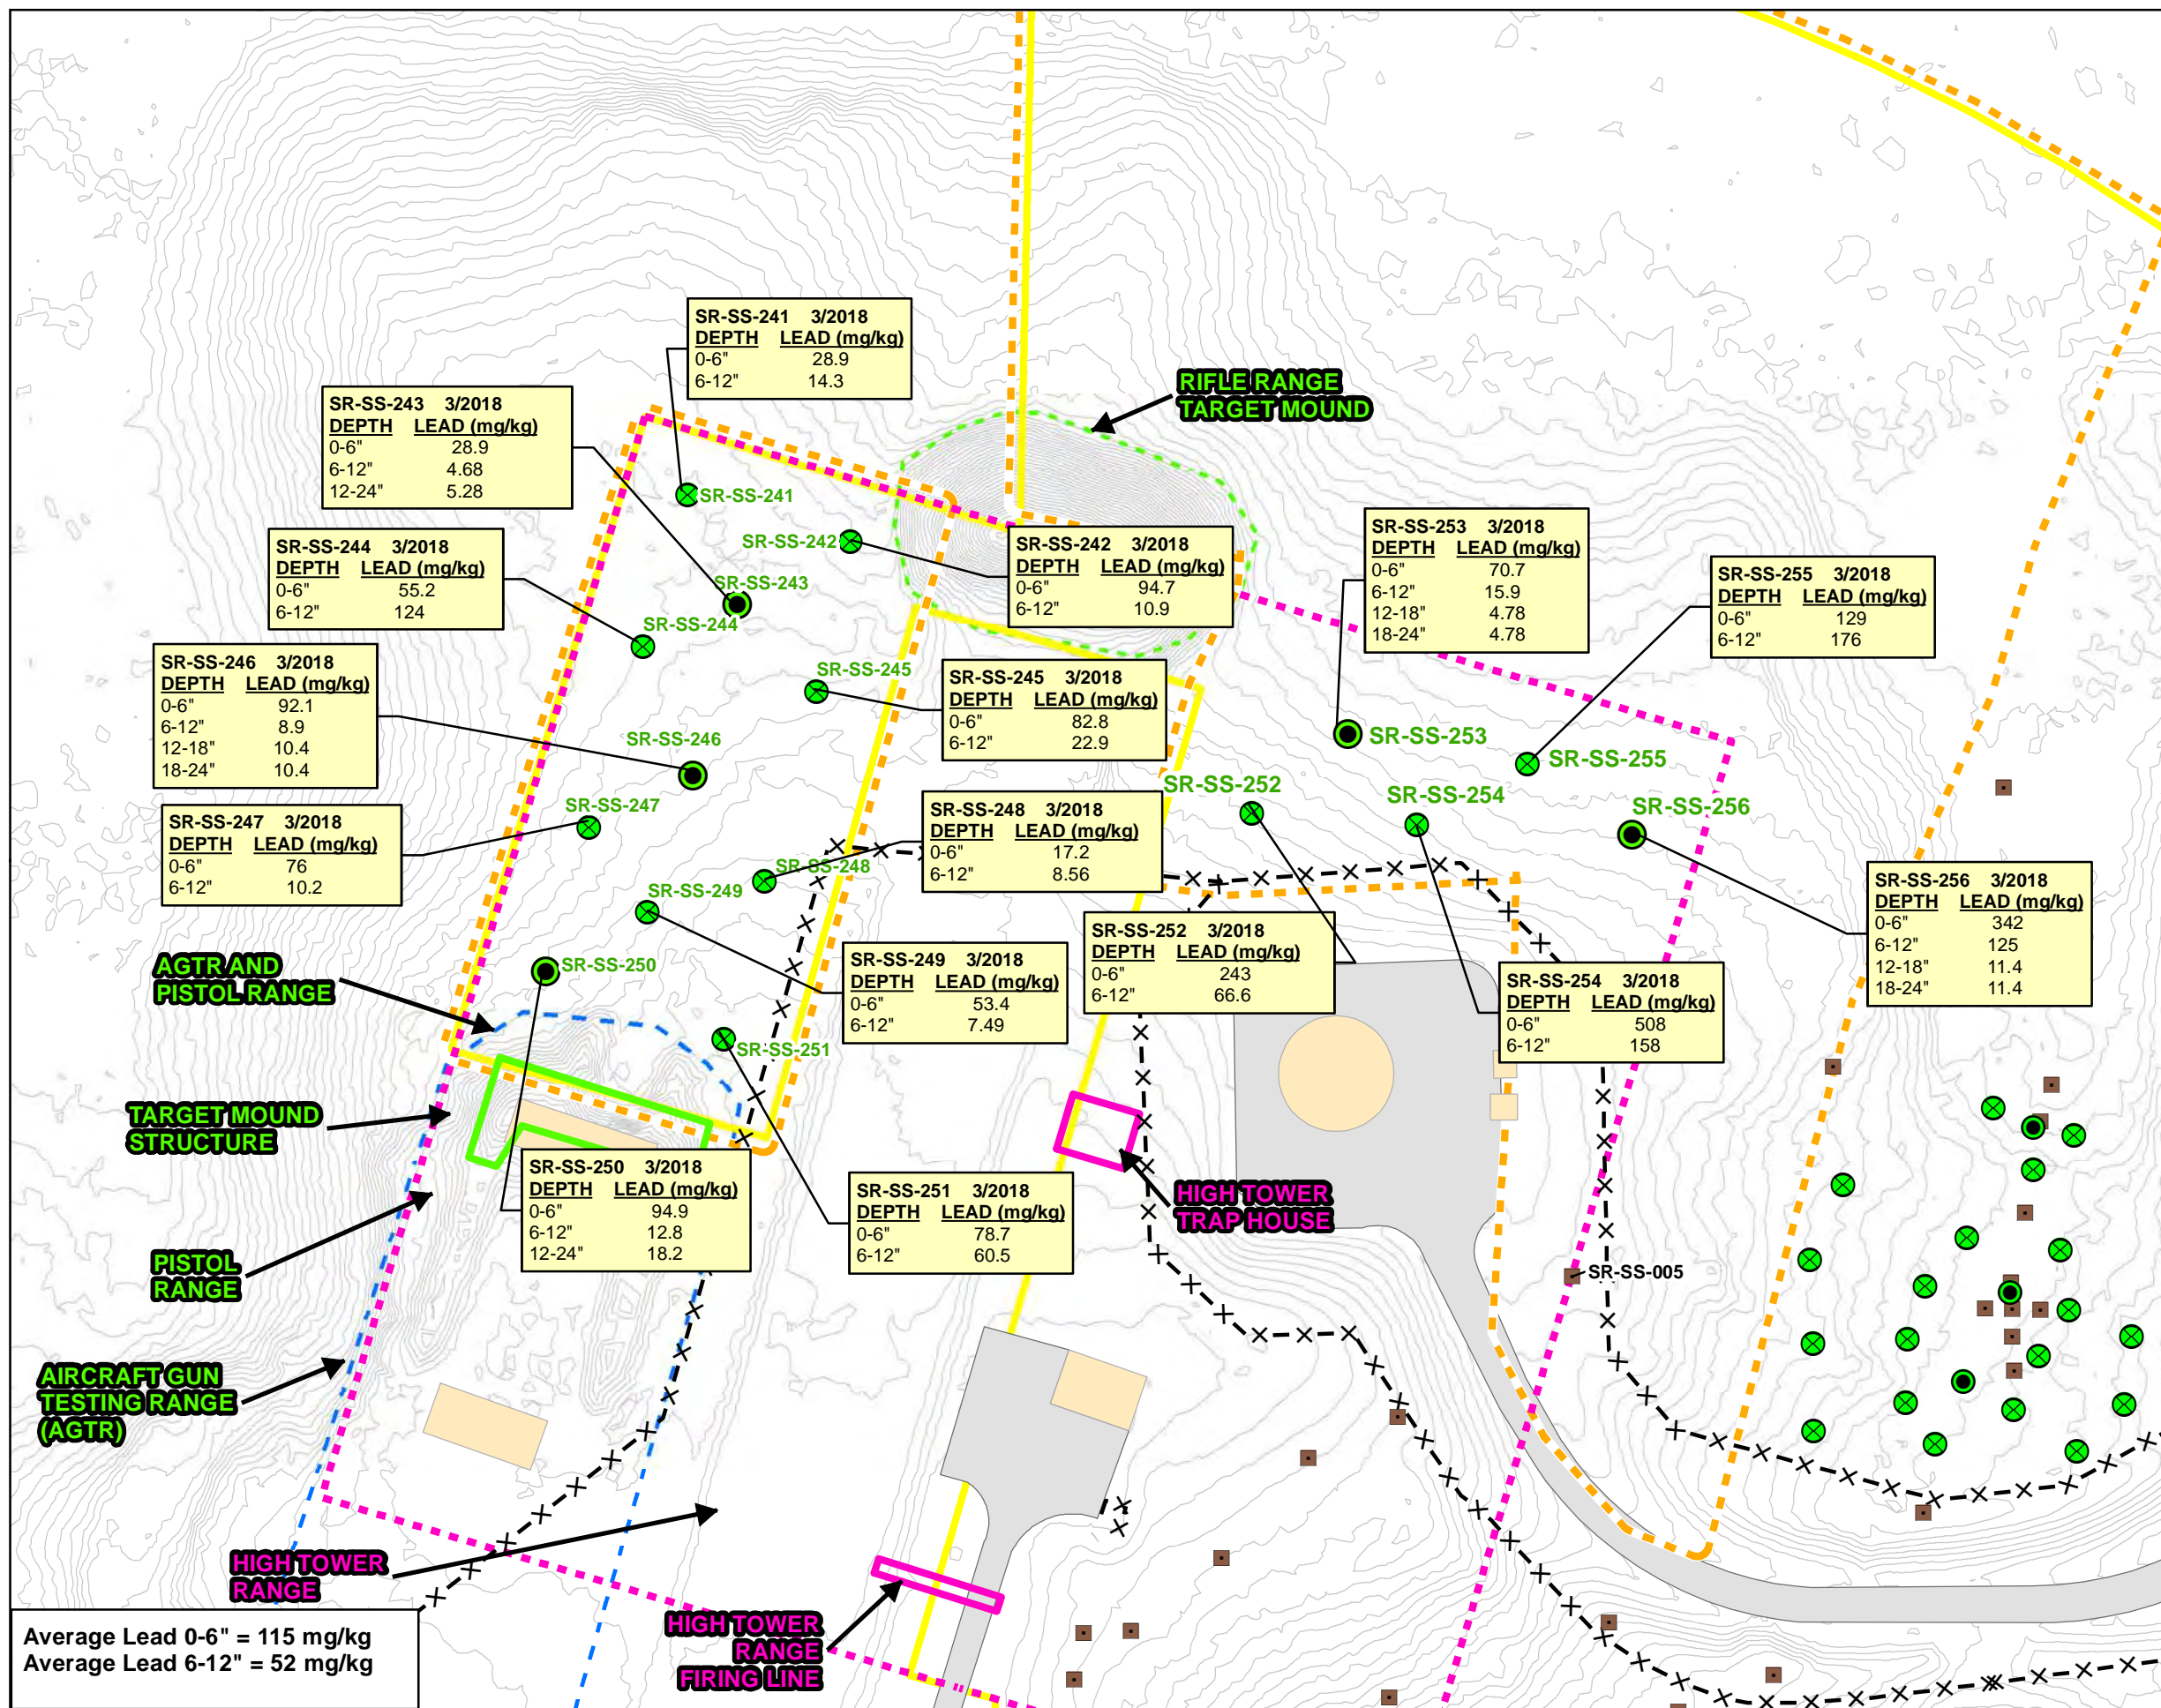 SR-SS-241 3/2018
DEPTH LEAD (mg/kg)
0-6" 28.9
6-12" 14.3
RIFLE RANGE
TARGET MOUND
SR-SS-243 3/2018
DEPTH LEAD (mg/kg)
0-6" 28.9
6-12" 4.68
12-24" 5.28
SR-SS-241
SR-SS-242
SR-SS-243
SR-SS-244
SR-SS-244 3/2018
DEPTH LEAD (mg/kg)
0-6" 55.2
6-12" 124
SR-SS-242 3/2018
DEPTH LEAD (mg/kg)
0-6" 94.7
6-12" 10.9
SR-SS-253 3/2018
DEPTH LEAD (mg/kg)
0-6" 70.7
6-12" 15.9
12-18" 4.78
18-24" 4.78
SR-SS-255 3/2018
DEPTH LEAD (mg/kg)
0-6" 129
6-12" 176
SR-SS-246 3/2018
DEPTH LEAD (mg/kg)
0-6" 92.1
6-12" 8.9
12-18" 10.4
18-24" 10.4
SR-SS-245
SR-SS-245 3/2018
DEPTH LEAD (mg/kg)
0-6" 82.8
6-12" 22.9
SR-SS-246
SR-SS-253
SR-SS-255
SR-SS-247
SR-SS-252
SR-SS-254
SR-SS-256
SR-SS-247 3/2018
DEPTH LEAD (mg/kg)
0-6" 76
6-12" 10.2
SR-SS-248 3/2018
DEPTH LEAD (mg/kg)
0-6" 17.2
6-12" 8.56
SR-SS-248
SR-SS-249
SR-SS-256 3/2018
DEPTH LEAD (mg/kg)
0-6" 342
6-12" 125
12-18" 11.4
18-24" 11.4
SR-SS-252 3/2018
DEPTH LEAD (mg/kg)
0-6" 243
6-12" 66.6
AGTR AND
PISTOL RANGE
SR-SS-250
SR-SS-249 3/2018
DEPTH LEAD (mg/kg)
0-6" 53.4
6-12" 7.49
SR-SS-254 3/2018
DEPTH LEAD (mg/kg)
0-6" 508
6-12" 158
SR-SS-251
TARGET MOUND
STRUCTURE
SR-SS-250 3/2018
DEPTH LEAD (mg/kg)
0-6" 94.9
6-12" 12.8
12-24" 18.2
SR-SS-251 3/2018
DEPTH LEAD (mg/kg)
0-6" 78.7
6-12" 60.5
HIGH TOWER
TRAP HOUSE
PISTOL
RANGE
SR-SS-005
AIRCRAFT GUN
TESTING RANGE
(AGTR)
HIGH TOWER
RANGE
HIGH TOWER
RANGE
FIRING LINE
Average Lead 0-6" = 115 mg/kg
Average Lead 6-12" = 52 mg/kg